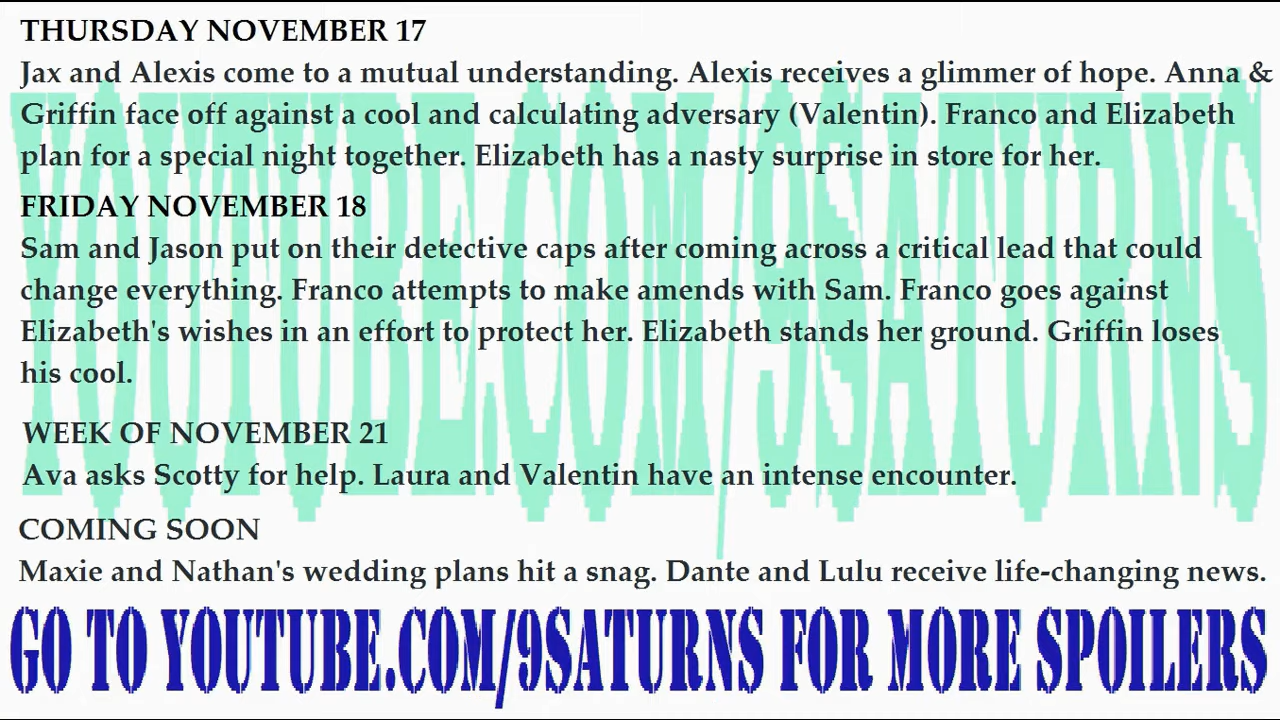 THURSDAY NOVEMBER 17
Jax and Alexis come to a mutual understanding. Alexis receives a glimmer of hope. Anna &
Griffin face off against a cool and calculating adversary (Valentin). Franco and Elizabeth
plan for a special night together. Elizabeth has a nasty surprise in store for her.
FRIDAY NOVEMBER 18
Sam and Jason put on their detective caps after coming across a critical lead that could
change everything. Franco attempts to make amends with Sam. Franco goes against
Elizabeth's wishes in an effort to protect her. Elizabeth stands her ground. Griffin loses
his cool.
WEEK OF NOVEMBER 21
Ava asks Scotty for help. Laura and Valentin have an intense encounter.
COMING SOON
Maxie and Nathan's wedding plans hit a snag. Dante and Lulu receive life-changing news.
GO TO YOUTUBE.COM/9SATURNS FOR MORE SPOILERS
YOUTUBE.COM/9SATURNS